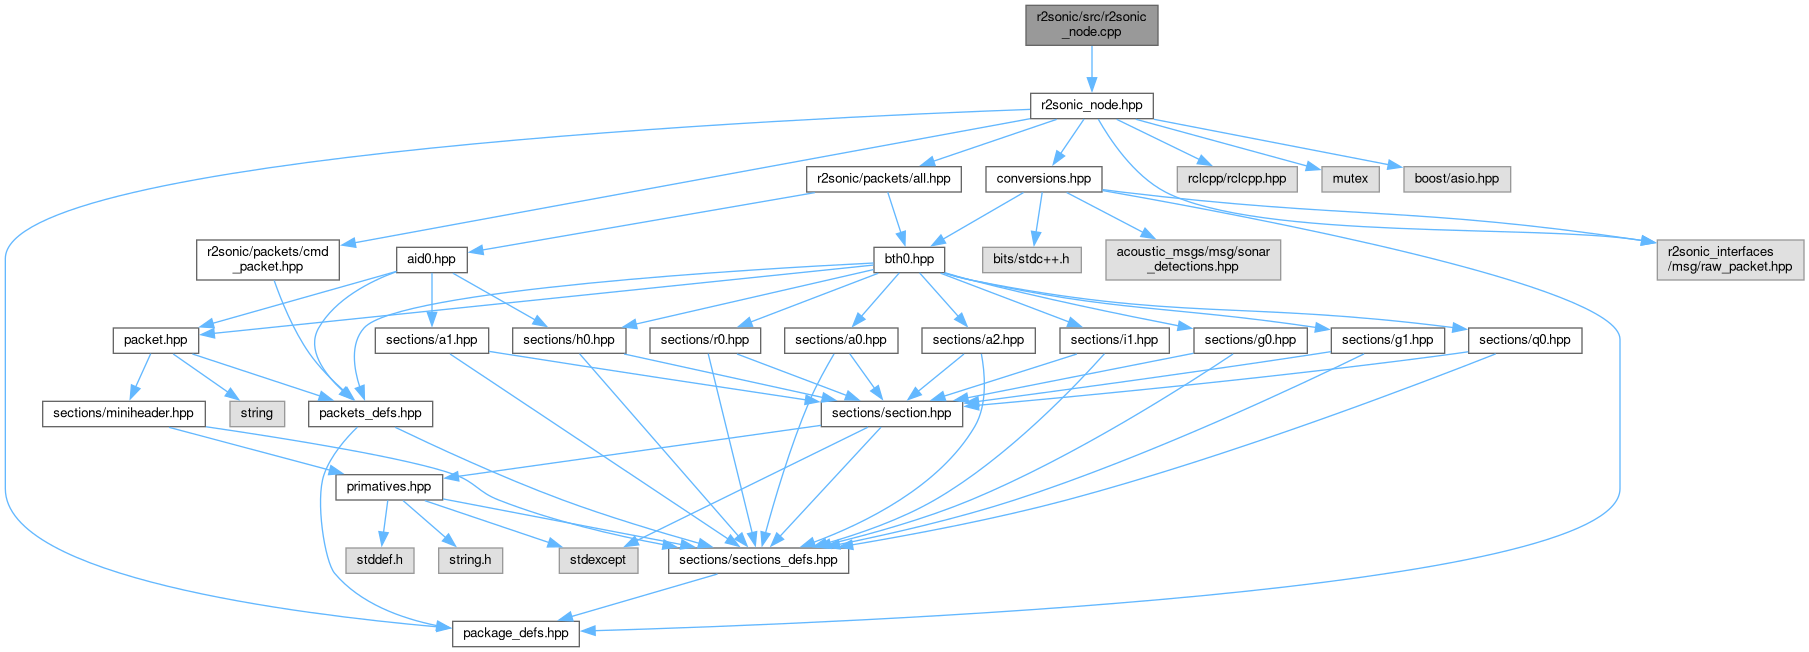 r2sonic/src/r2sonic
_node.cpp
r2sonic_node.hpp
r2sonic/packets/all.hpp
conversions.hpp
rclcpp/rclcpp.hpp
mutex
boost/asio.hpp
r2sonic/packets/cmd
_packet.hpp
aid0.hpp
bth0.hpp
bits/stdc++.h
acoustic_msgs/msg/sonar
_detections.hpp
r2sonic_interfaces
/msg/raw_packet.hpp
packet.hpp
sections/a1.hpp
sections/h0.hpp
sections/r0.hpp
sections/a0.hpp
sections/a2.hpp
sections/i1.hpp
sections/g0.hpp
sections/g1.hpp
sections/q0.hpp
sections/miniheader.hpp
string
packets_defs.hpp
sections/section.hpp
primatives.hpp
stddef.h
string.h
stdexcept
sections/sections_defs.hpp
package_defs.hpp